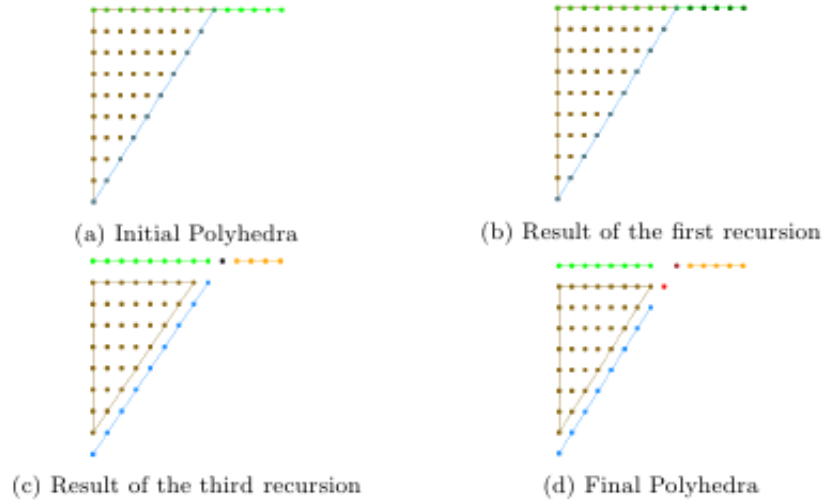 (a) Initial Polyhedra
(b) Result of the first recursion
(c) Result of the third recursion
(d) Final Polyhedra